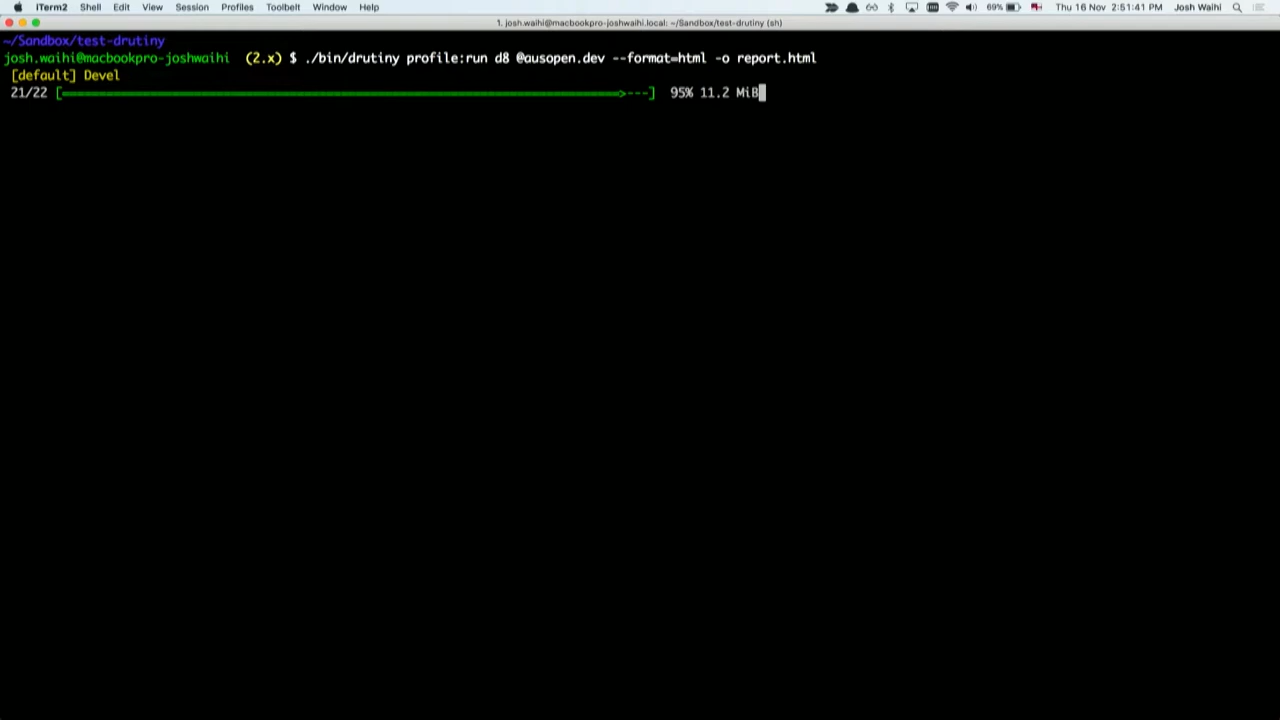 iTerm2 Shell Edit View Session Profiles Toolbelt Window Help 69% Thu 16 Nov 2:51:41 PM Josh Waihi
1. josh.waihi@macbookpro-joshwaihi.local: ~/Sandbox/test-drutiny (sh)
~/Sandbox/test-drutiny
josh.waihi@macbookpro-joshwaihi (2.x) $ ./bin/drutiny profile:run d8 @ausopen.dev --format=html -o report.html
[default] Devel
21/22 [============================================================>---] 95% 11.2 MiB